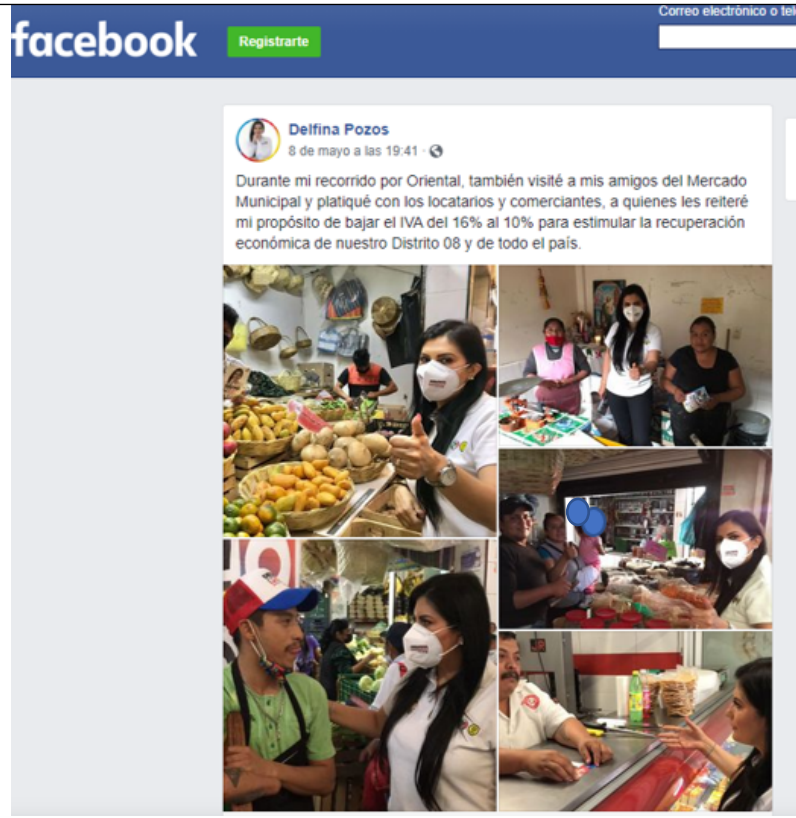 Correo electrónico o tel
facebook
Registrarte
Delfina Pozos
8 de mayo a las 19:41 ·
Durante mi recorrido por Oriental, también visité a mis amigos del Mercado
Municipal y platiqué con los locatarios y comerciantes, a quienes les reiteré
mi propósito de bajar el IVA del 16% al 10% para estimular la recuperación
económica de nuestro Distrito 08 y de todo el país.